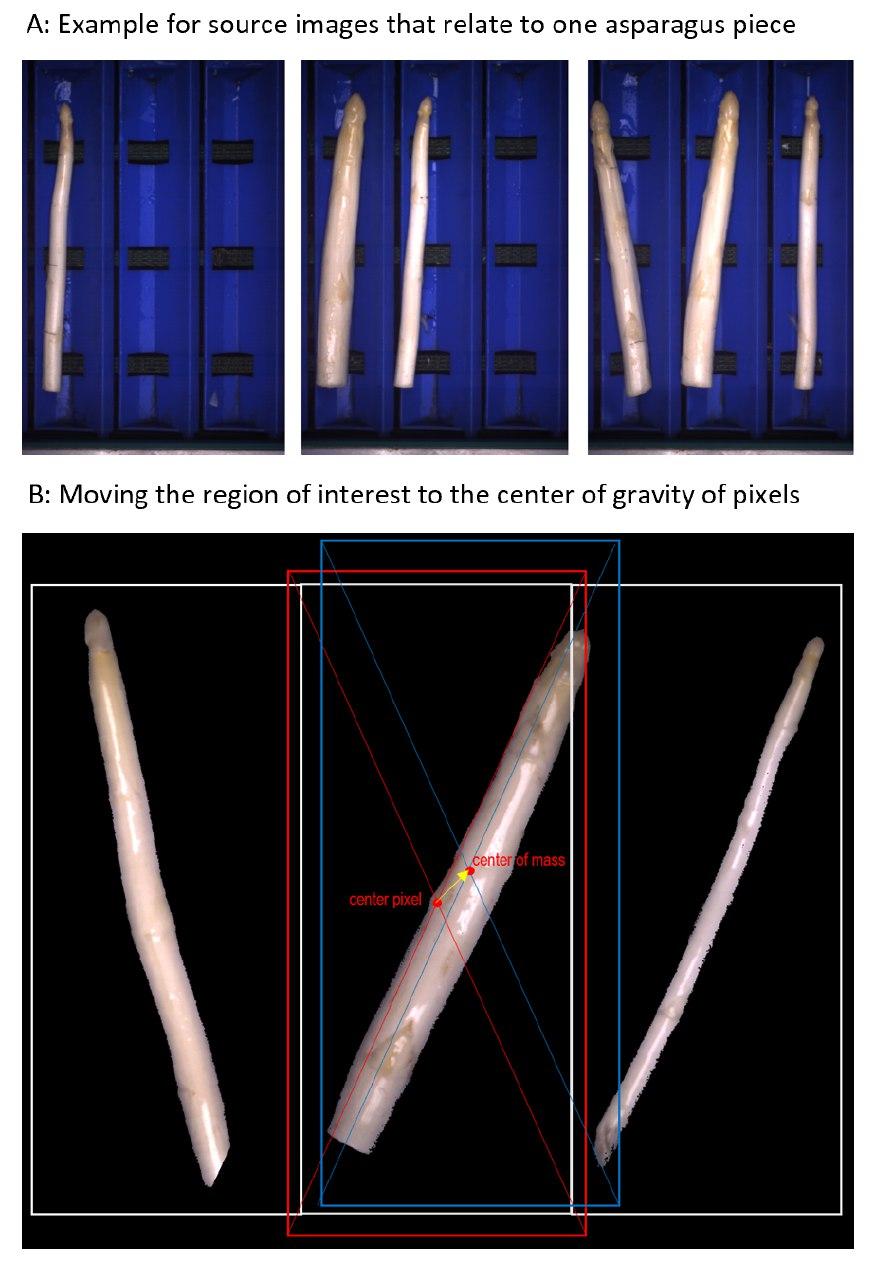 A: Example for source images that relate to one asparagus piece
B: Moving the region of interest to the center of gravity of pixels
center of mass
center pixel